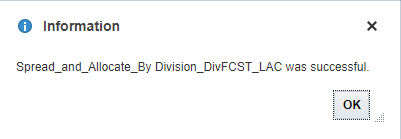 Information
Spread_and_Allocate_By Division_DivFCST_LAC was successful.
OK